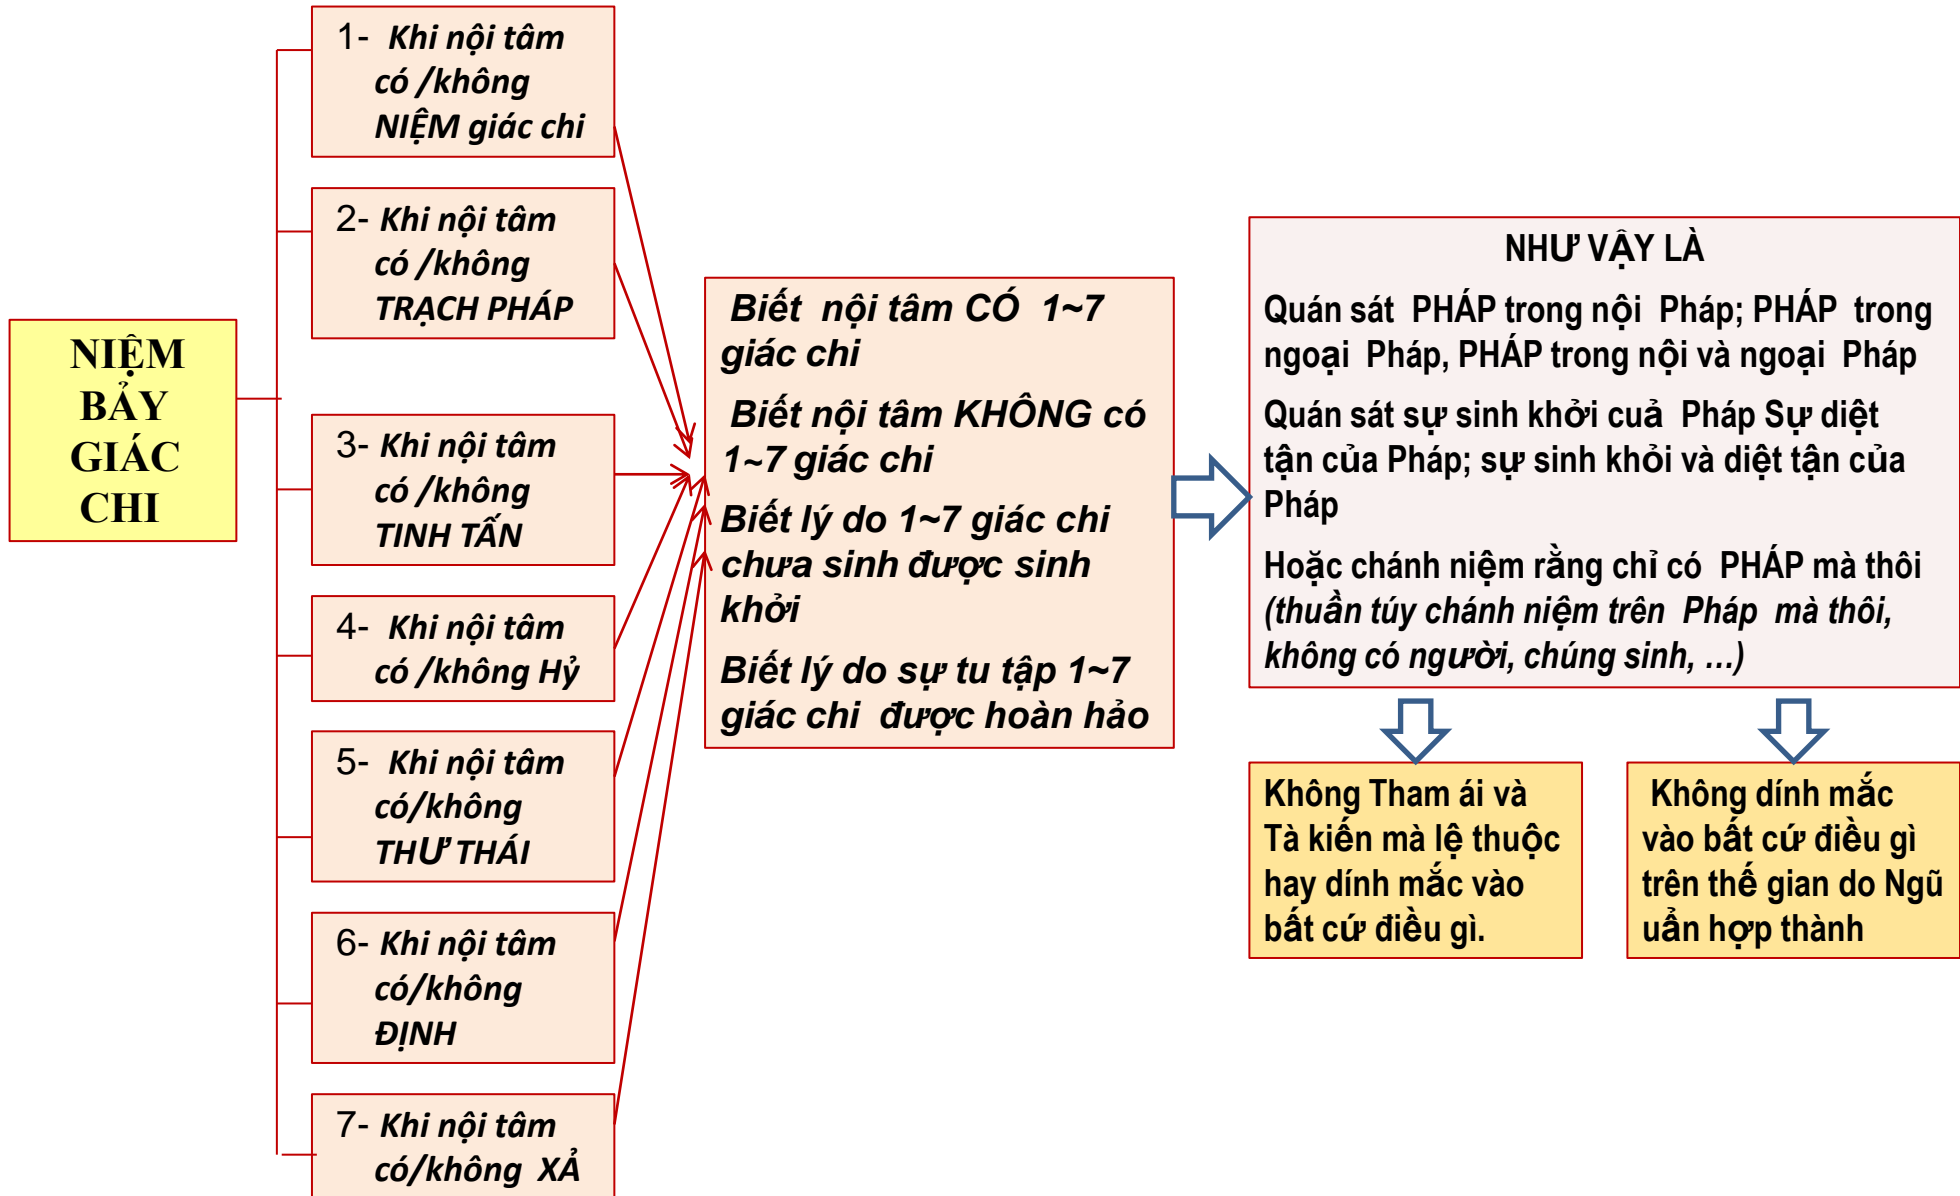 NIỆM
BẢY
GIÁC
CHI
1- Khi nội tâm
có /không
NIỆM giác chi
2- Khi nội tâm
có /không
TRẠCH PHÁP
3- Khi nội tâm
có /không
TINH TẤN
4- Khi nội tâm
có /không Hỷ
5- Khi nội tâm
có/không
THƯ THÁI
6- Khi nội tâm
có/không
ĐỊNH
7- Khi nội tâm
có/không XẢ
Biết nội tâm CÓ 1~7
giác chi
Biết nội tâm KHÔNG có
1~7 giác chi
Biết lý do 1~7 giác chi
chưa sinh được sinh
khởi
Biết lý do sự tu tập 1~7
giác chi được hoàn hảo
NHƯ VẬY LÀ
Quán sát PHÁP trong nội Pháp; PHÁP trong
ngoại Pháp, PHÁP trong nội và ngoại Pháp
Quán sát sự sinh khởi cuả Pháp Sự diệt
tận của Pháp; sự sinh khỏi và diệt tận của
Pháp
Hoặc chánh niệm rằng chỉ có PHÁP mà thôi
(thuần túy chánh niệm trên Pháp mà thôi,
không có người, chúng sinh, ...)
Không Tham ái và
Tà kiến mà lệ thuộc
hay dính mắc vào
bất cứ điều gì.
Không dính mắc
vào bất cứ điều gì
trên thế gian do Ngũ
uẩn hợp thành